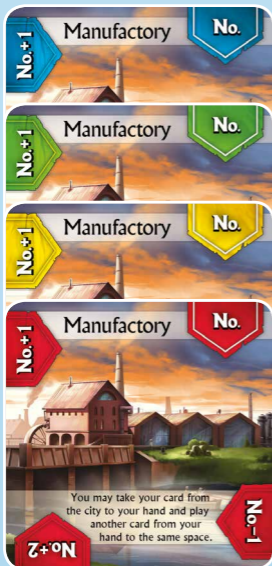 No.+1 Manufactory No.
No.+1 Manufactory No.
No.+1 Manufactory No.
No.+1 Manufactory No.
You may take your card from
the city to your hand and play
another card from your
hand to the same space.
No.-1
No.+2